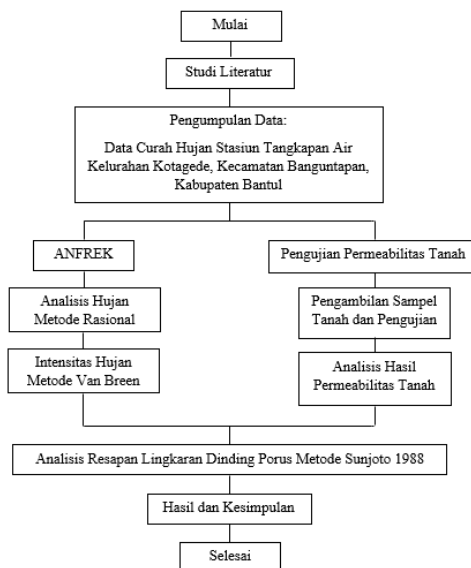 Mulai
Studi Literatur
Pengumpulan Data:
Data Curah Hujan Stasiun Tangkapan Air
Kelurahan Kotagede, Kecamatan Banguntapan,
Kabupaten Bantul
ANFREK
Analisis Hujan
Metode Rasional
Intensitas Hujan
Metode Van Breen
Pengujian Permeabilitas Tanah
Pengambilan Sampel
Tanah dan Pengujian
Analisis Hasil
Permeabilitas Tanah
Analisis Resapan Lingkaran Dinding Porus Metode Sunjoto 1988
Hasil dan Kesimpulan
Selesai